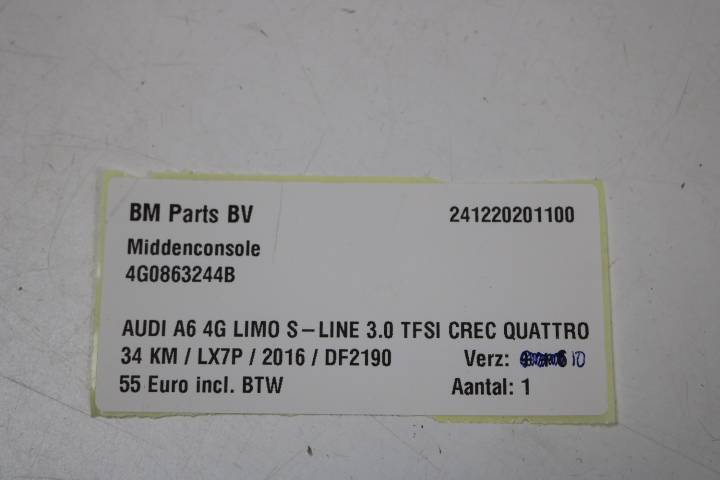 BM Parts BV 241220201100
Middenconsole
4G0863244B
AUDI A6 4G LIMO S-LINE 3.0 TFSI CREC QUATTRO
34 KM / LX7P / 2016 / DF2190 Verz: 10
55 Euro incl. BTW Aantal: 1